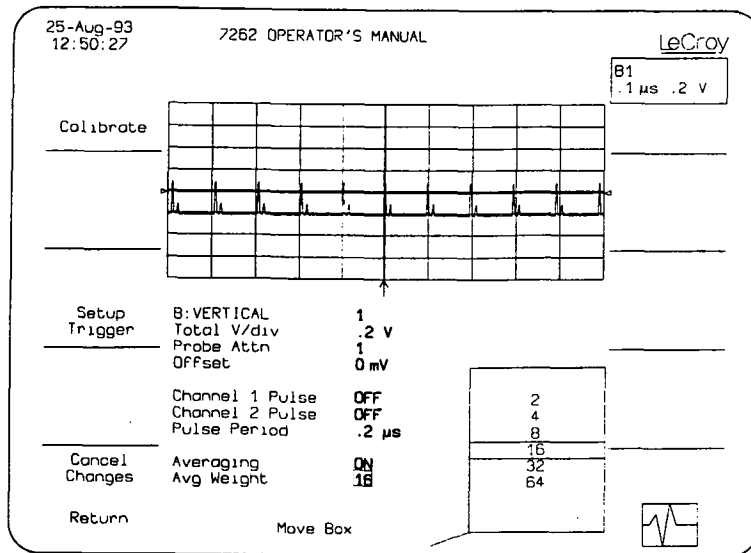 25-Aug-93
12:50:27
7262 OPERATOR'S MANUAL
LeCroy
B1
.1 µs .2 V
Calibrate
Setup
Trigger
B:VERTICAL 1
Total V/div .2 V
Probe Attn 1
Offset 0 mV
Channel 1 Pulse OFF
Channel 2 Pulse OFF
Pulse Period .2 µs
Cancel
Changes
Averaging ON
Avg Weight 16
2
4
8
16
32
64
Return
Move Box